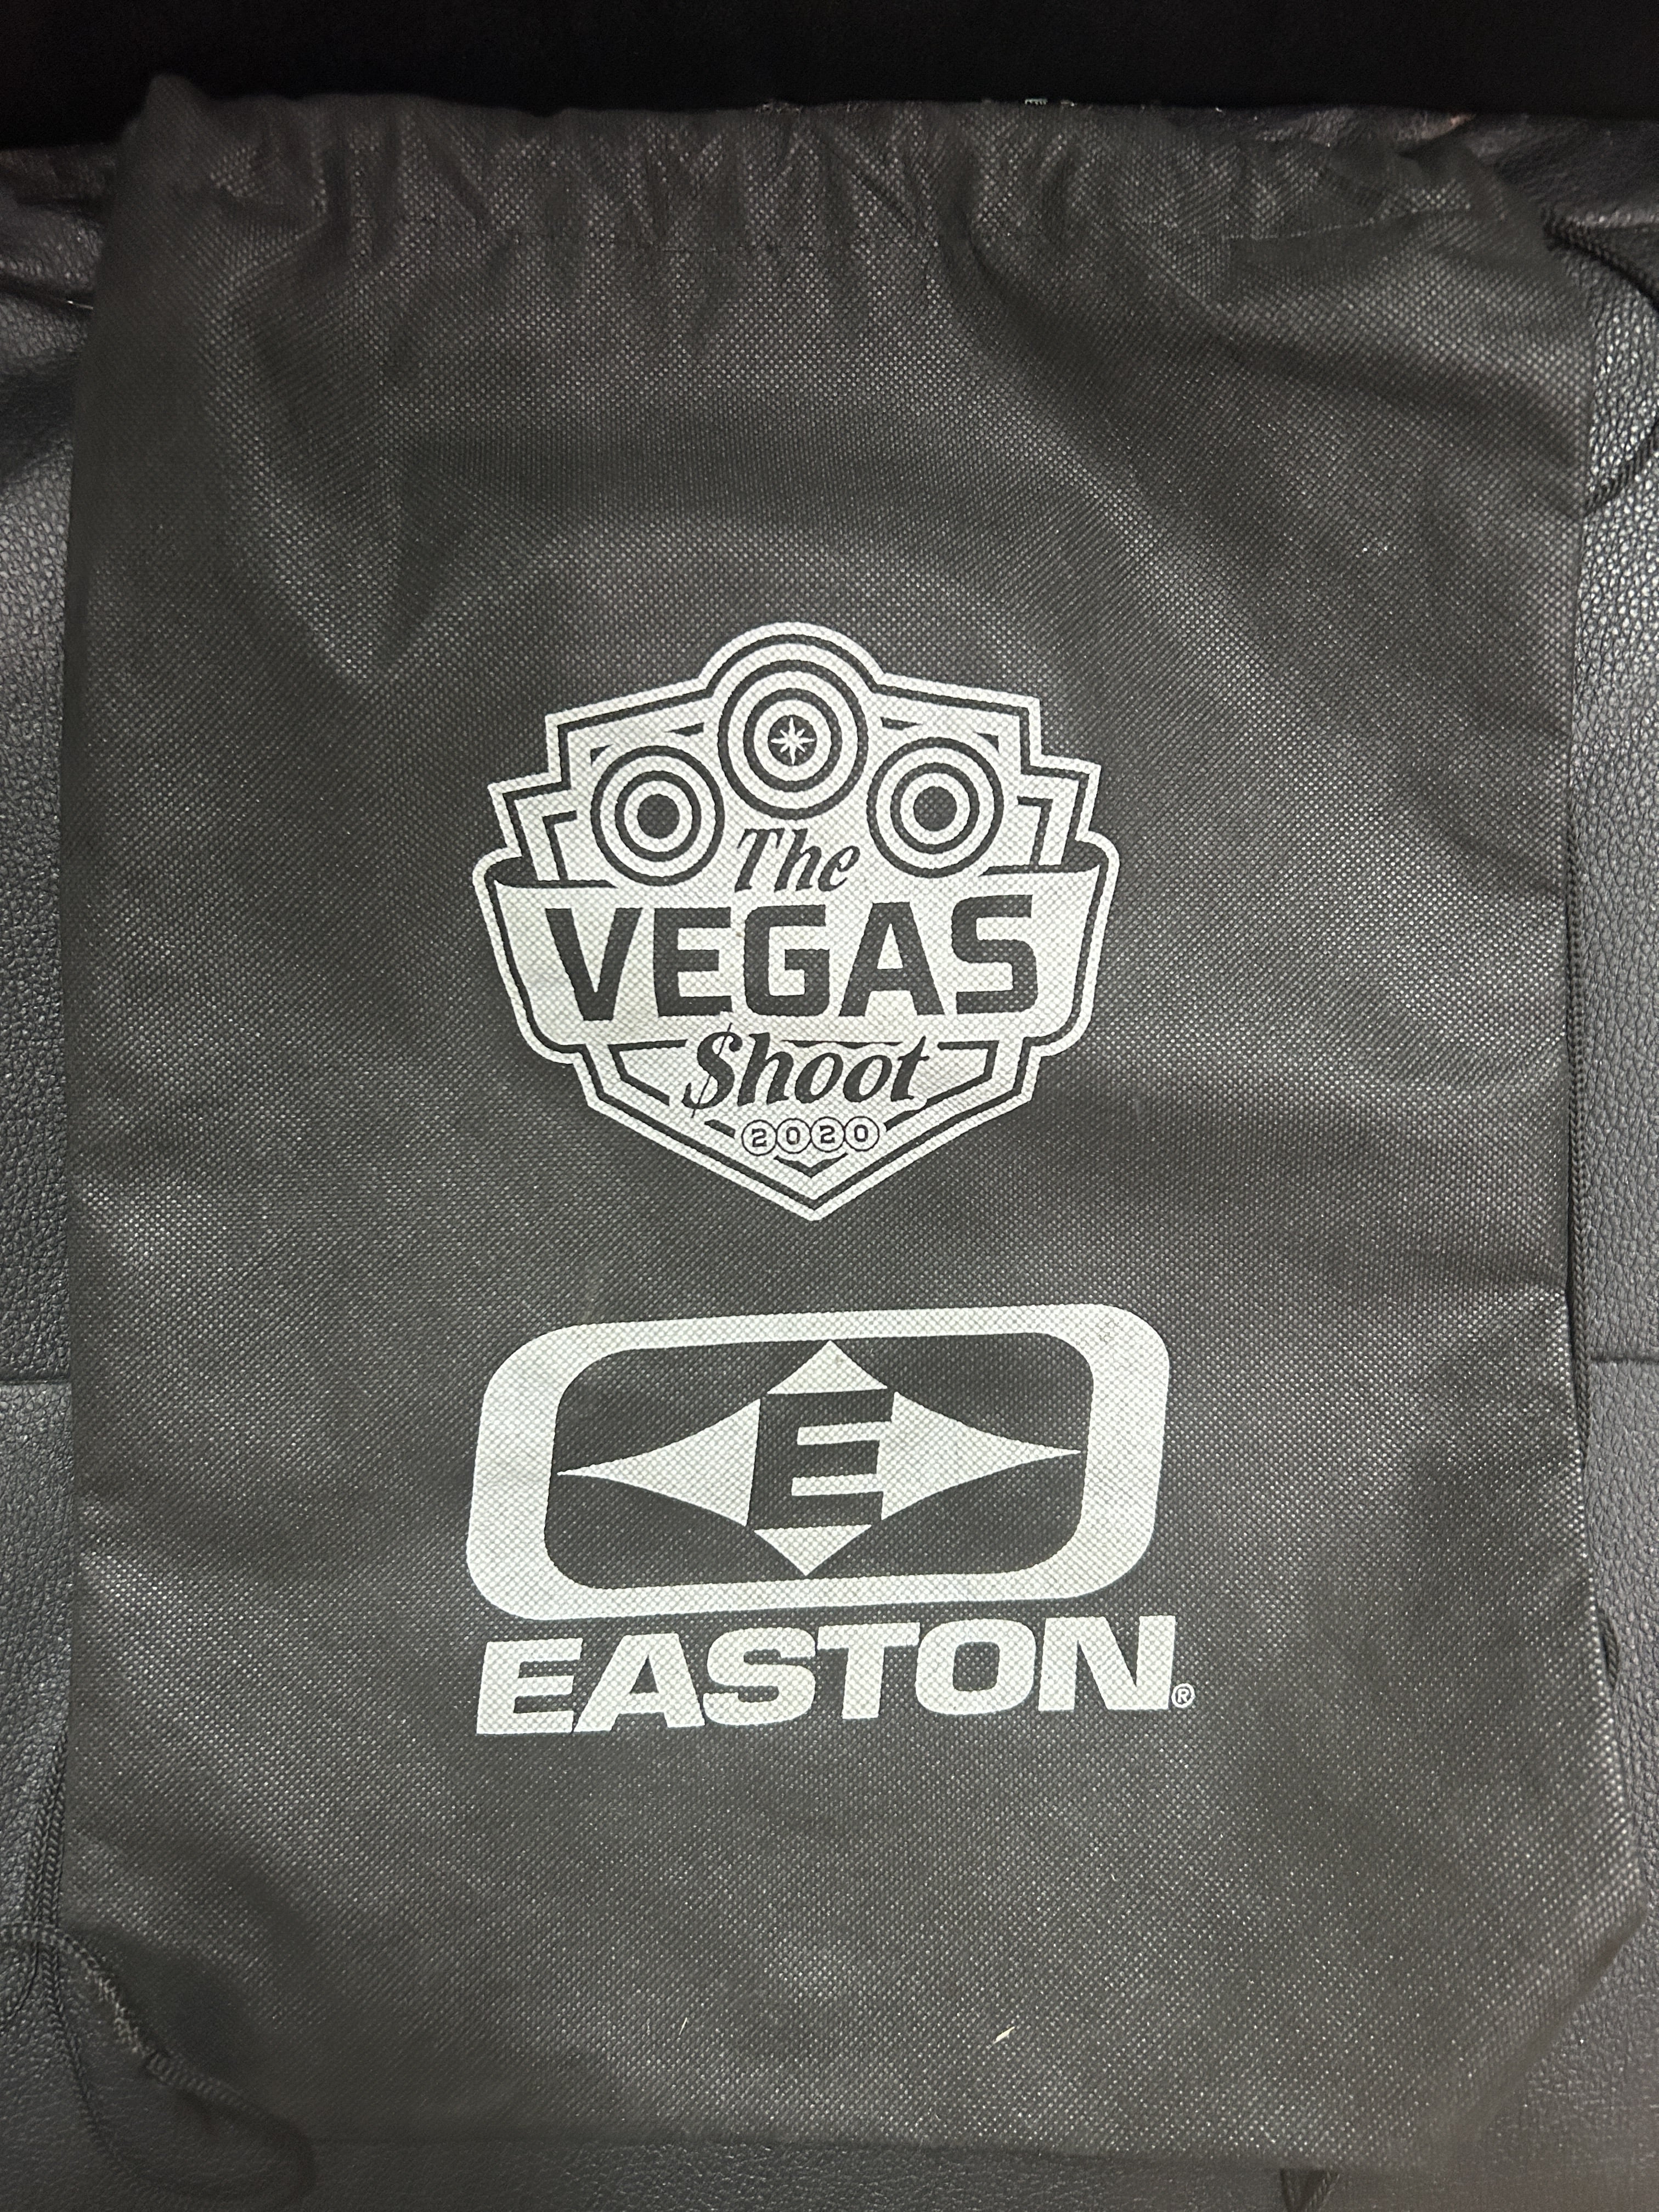 The
VEGAS
$hoot
2020
E
EASTON®